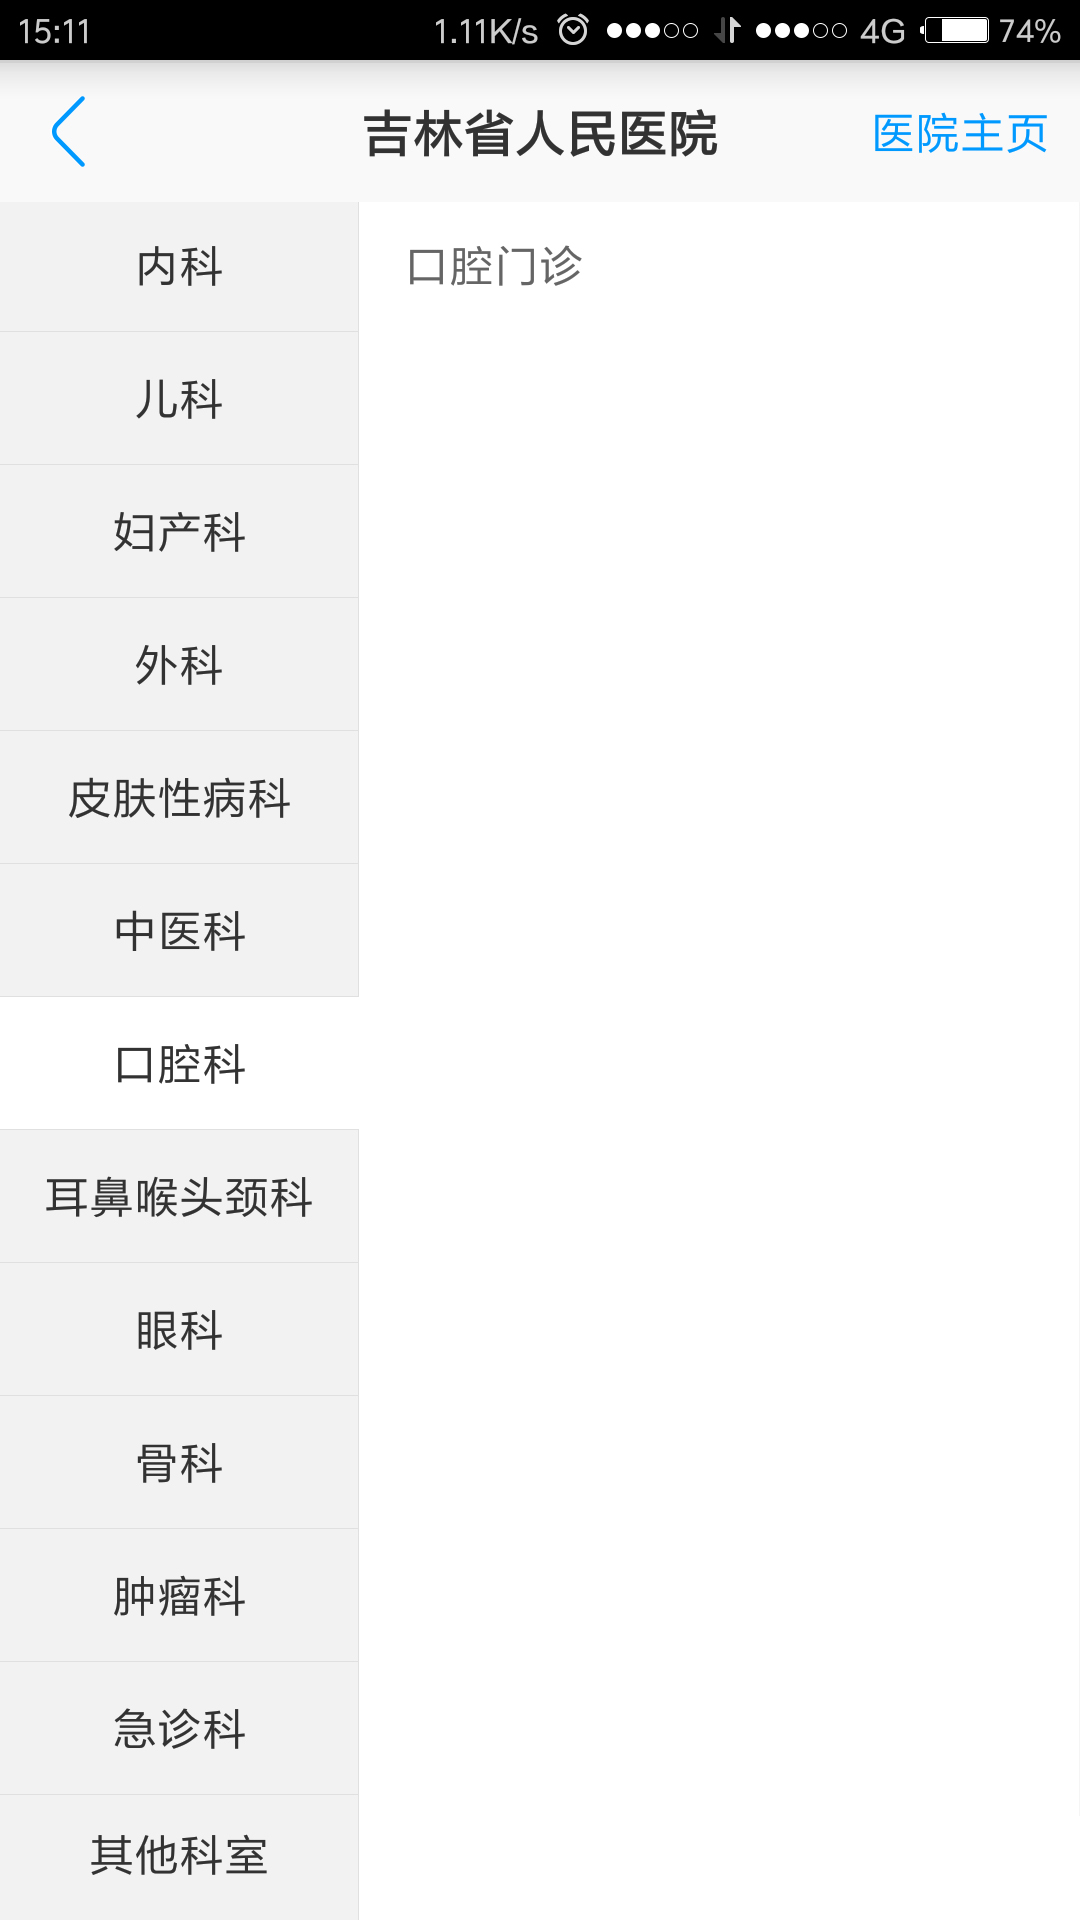 15:11 1.11K/s 4G 74%
吉林省人民医院 医院主页
内科
口腔门诊
儿科
妇产科
外科
皮肤性病科
中医科
口腔科
耳鼻喉头颈科
眼科
骨科
肿瘤科
急诊科
其他科室